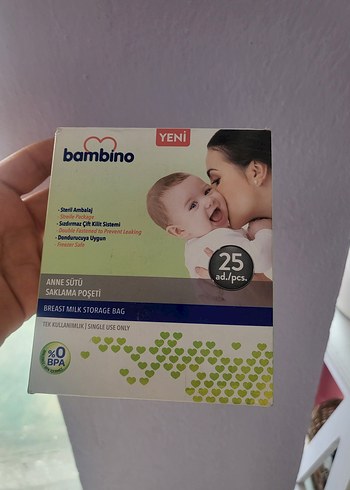 YENİ
bambino
- Steril Ambalaj
- Sterile Package
- Sızdırmaz Çift Kilit Sistemi
- Double Fastened to Prevent Leaking
- Dondurucuya Uygun
- Freezer Safe
25
ad./pcs.
ANNE SÜTÜ
SAKLAMA POŞETİ
BREAST MILK STORAGE BAG
TEK KULLANIMLIK | SINGLE USE ONLY
%0
BPA